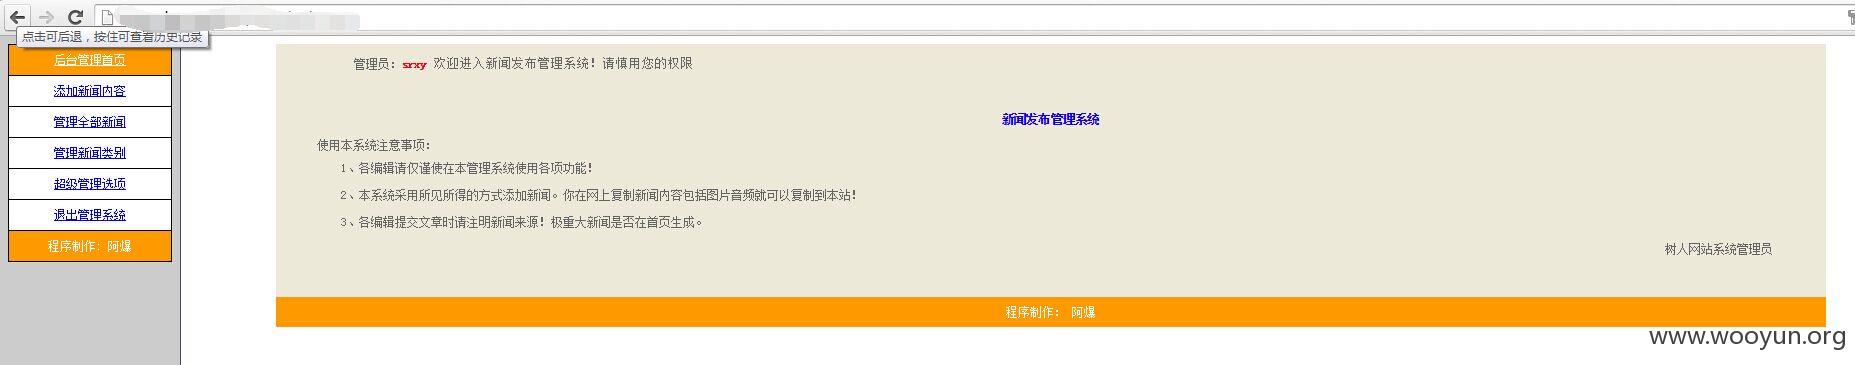 点击可后退，按住可查看历史记录
后台管理首页
添加新闻内容
管理全部新闻
管理新闻类别
超级管理选项
退出管理系统
程序制作：阿爆
管理员：srxy 欢迎进入新闻发布管理系统！请慎用您的权限
新闻发布管理系统
使用本系统注意事项：
1、各编辑请仅谨使在本管理系统使用各项功能！
2、本系统采用所见所得的方式添加新闻。你在网上复制新闻内容包括图片音频就可以复制到本站！
3、各编辑提交文章时请注明新闻来源！极重大新闻是否在首页生成。
树人网站系统管理员
程序制作： 阿爆
www.wooyun.org